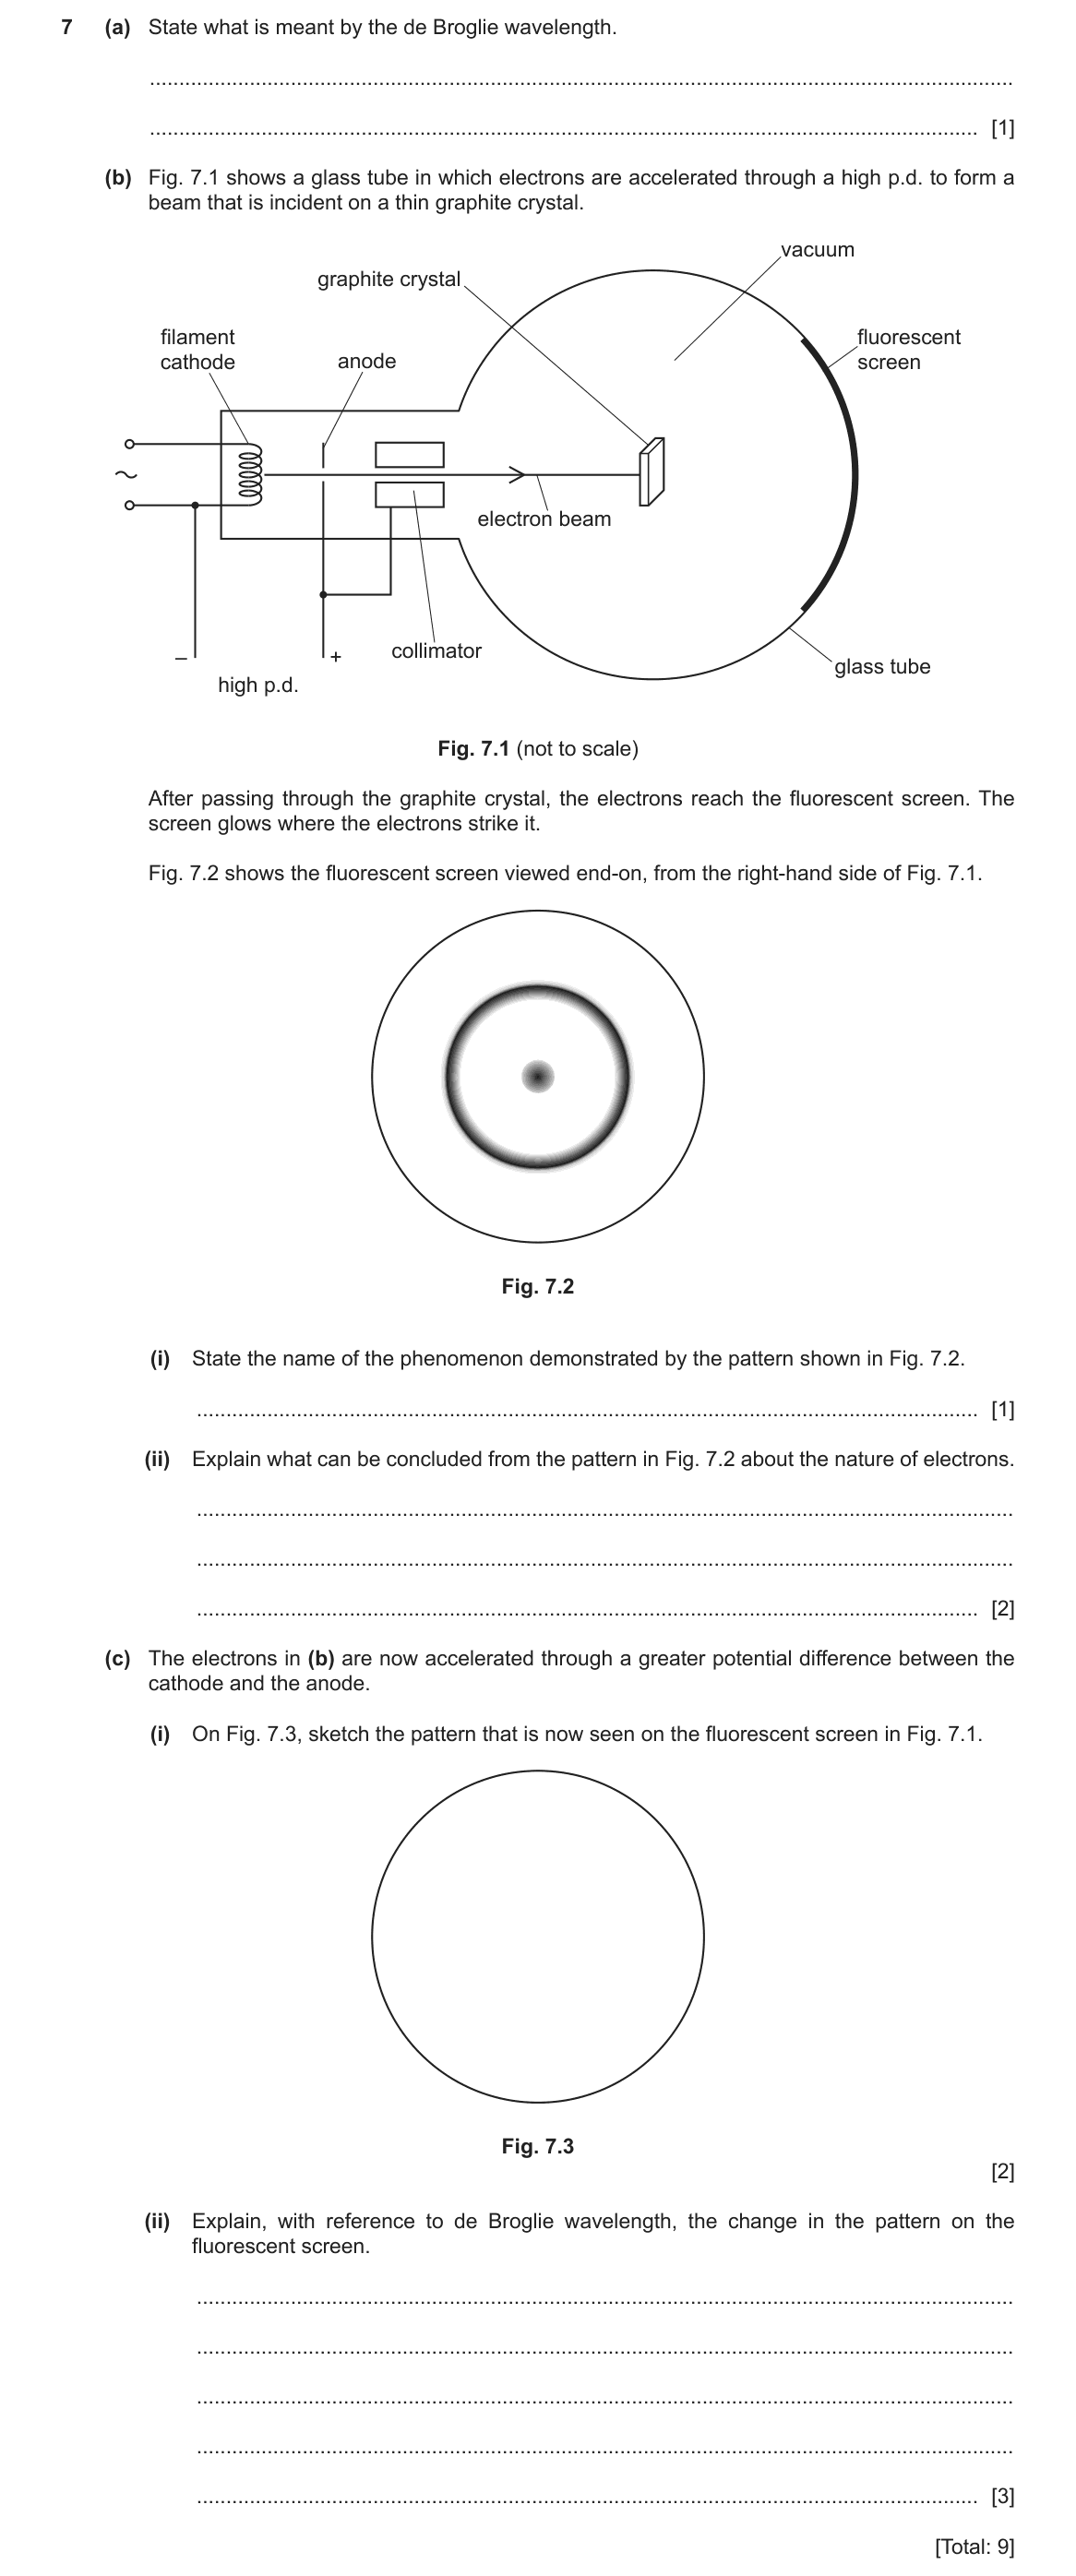 7 (a) State what is meant by the de Broglie wavelength.
..........................................................................................................................................
.................................................................................................................................... [1]
(b) Fig. 7.1 shows a glass tube in which electrons are accelerated through a high p.d. to form a
beam that is incident on a thin graphite crystal.
vacuum
graphite crystal
filament
cathode
anode
fluorescent
screen
~
electron beam
collimator
– +
glass tube
high p.d.
Fig. 7.1 (not to scale)
After passing through the graphite crystal, the electrons reach the fluorescent screen. The
screen glows where the electrons strike it.
Fig. 7.2 shows the fluorescent screen viewed end-on, from the right-hand side of Fig. 7.1.
Fig. 7.2
(i) State the name of the phenomenon demonstrated by the pattern shown in Fig. 7.2.
............................................................................................................................ [1]
(ii) Explain what can be concluded from the pattern in Fig. 7.2 about the nature of electrons.
..................................................................................................................................
..................................................................................................................................
............................................................................................................................ [2]
(c) The electrons in (b) are now accelerated through a greater potential difference between the
cathode and the anode.
(i) On Fig. 7.3, sketch the pattern that is now seen on the fluorescent screen in Fig. 7.1.
Fig. 7.3
[2]
(ii) Explain, with reference to de Broglie wavelength, the change in the pattern on the
fluorescent screen.
..................................................................................................................................
..................................................................................................................................
..................................................................................................................................
..................................................................................................................................
............................................................................................................................ [3]
[Total: 9]